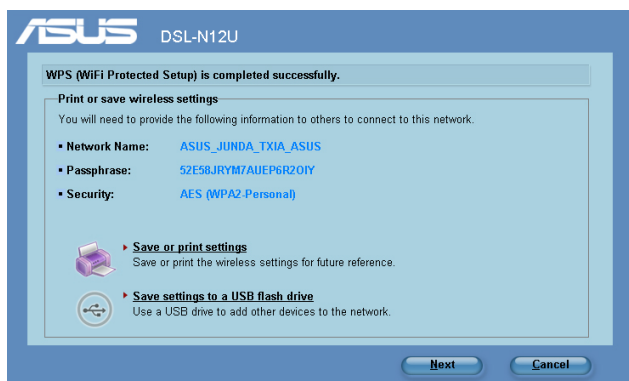 ASUS DSL-N12U
WPS (WiFi Protected Setup) is completed successfully.
Print or save wireless settings
You will need to provide the following information to others to connect to this network.
▪ Network Name: ASUS_JUNDA_TXIA_ASUS
▪ Passphrase: 52E58JRYM7AUEP6R2OIY
▪ Security: AES (WPA2-Personal)
Save or print settings
Save or print the wireless settings for future reference.
Save settings to a USB flash drive
Use a USB drive to add other devices to the network.
Next Cancel